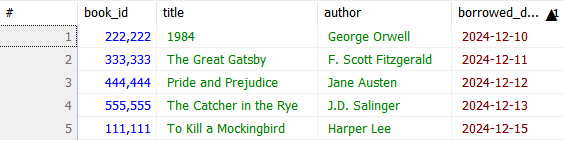 # book_id title author borrowed_d... 1
1 222,222 1984 George Orwell 2024-12-10
2 333,333 The Great Gatsby F. Scott Fitzgerald 2024-12-11
3 444,444 Pride and Prejudice Jane Austen 2024-12-12
4 555,555 The Catcher in the Rye J.D. Salinger 2024-12-13
5 111,111 To Kill a Mockingbird Harper Lee 2024-12-15